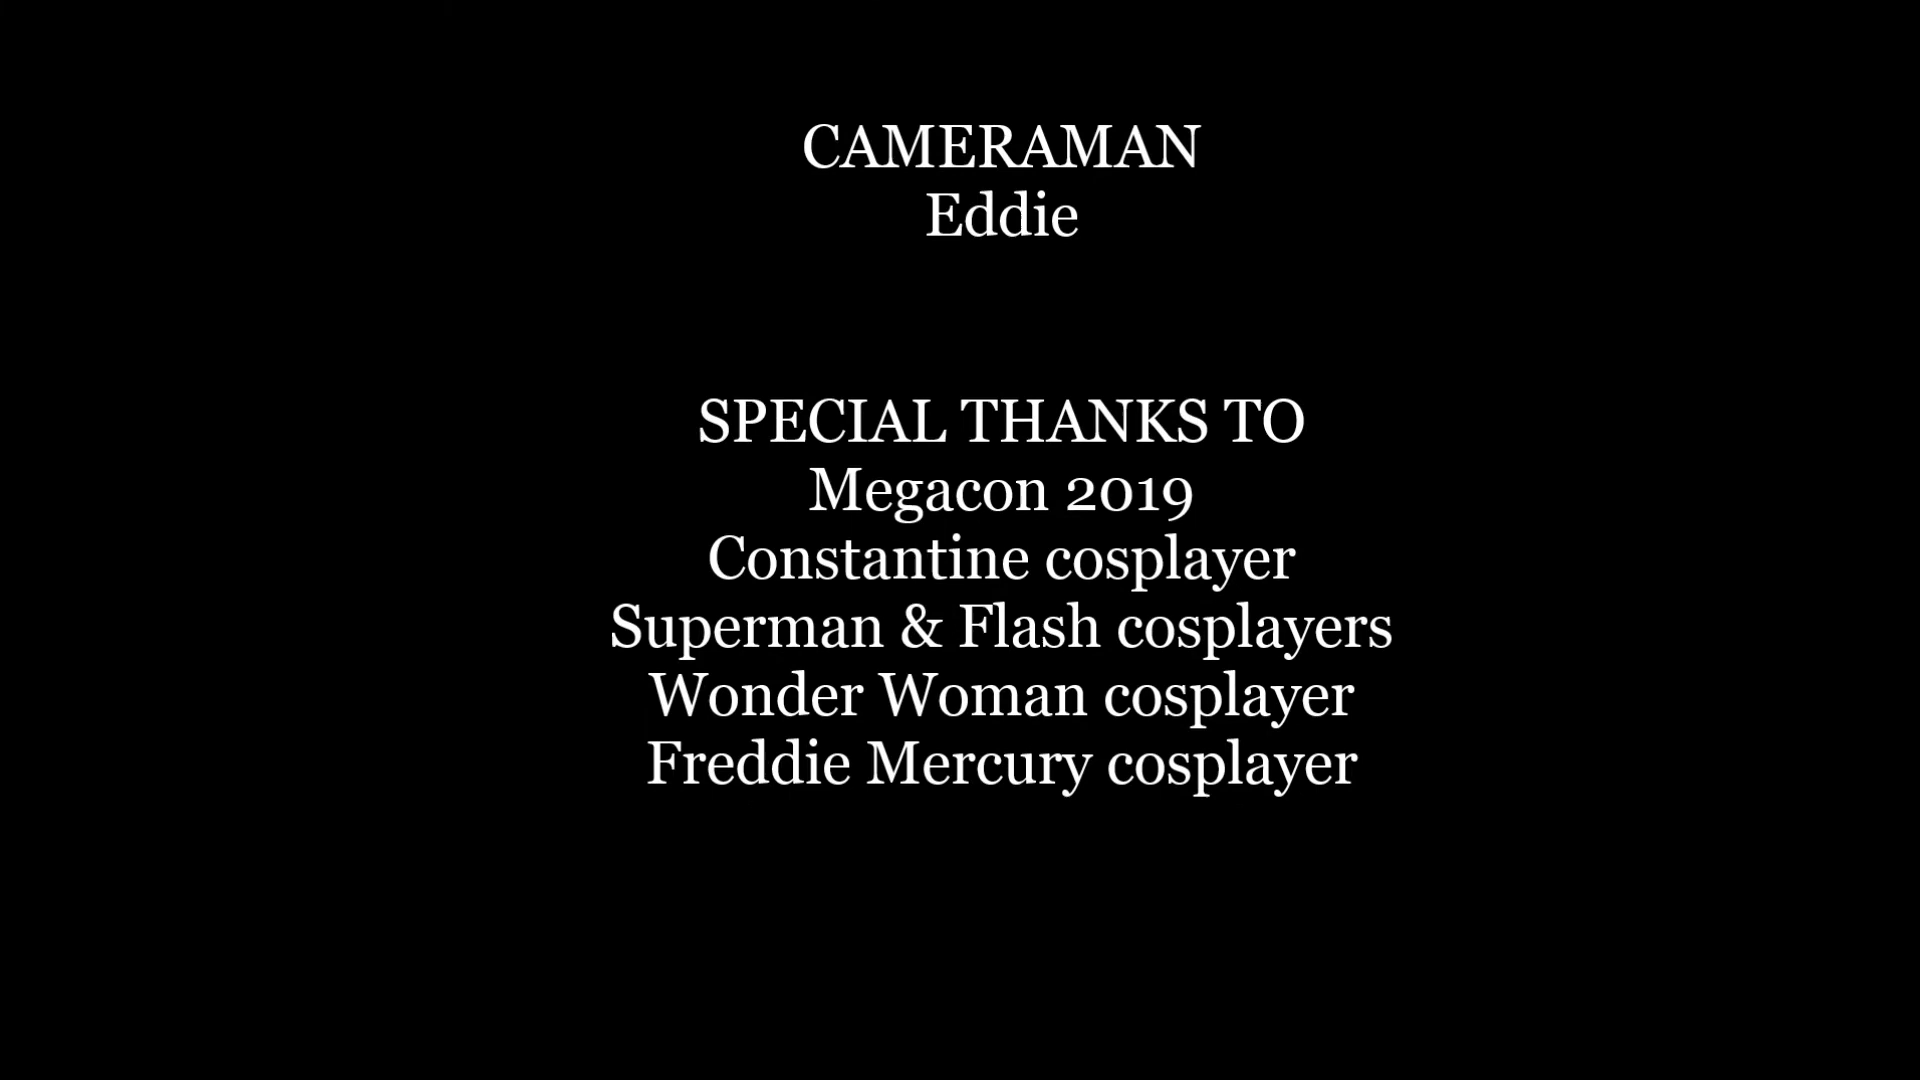 CAMERAMAN
Eddie
SPECIAL THANKS TO
Megacon 2019
Constantine cosplayer
Superman & Flash cosplayers
Wonder Woman cosplayer
Freddie Mercury cosplayer